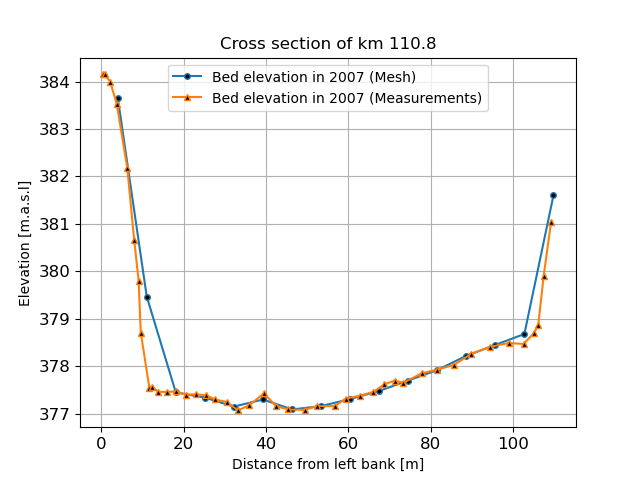 Cross section of km 110.8
Bed elevation in 2007 (Mesh)
Bed elevation in 2007 (Measurements)
Elevation [m.a.s.l]
384
383
382
381
380
379
378
377
0 20 40 60 80 100
Distance from left bank [m]